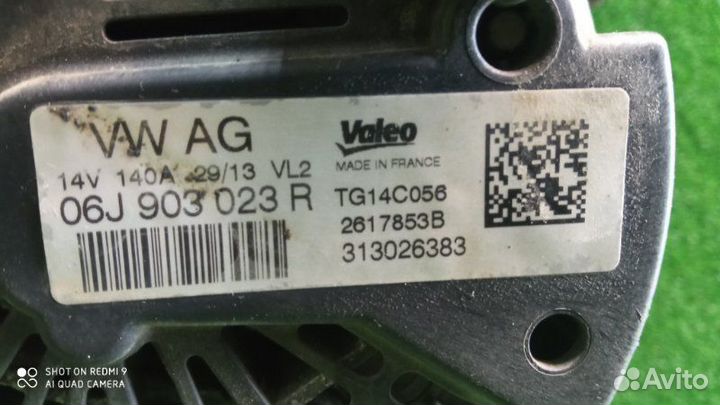 VW AG
14V 140A 29/13 VL2
06J 903 023 R
Valeo
MADE IN FRANCE
TG14C056
2617853B
313026383
SHOT ON REDMI 9
AI QUAD CAMERA
Avito